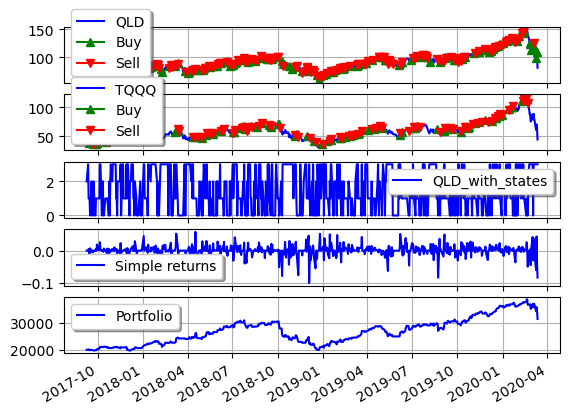 QLD
Buy
Sell
150
100
TQQQ
Buy
Sell
100
50
QLD_with_states
2
0
Simple returns
0.0
−0.1
Portfolio
30000
20000
2017-10
2018-01
2018-04
2018-07
2018-10
2019-01
2019-04
2019-07
2019-10
2020-01
2020-04